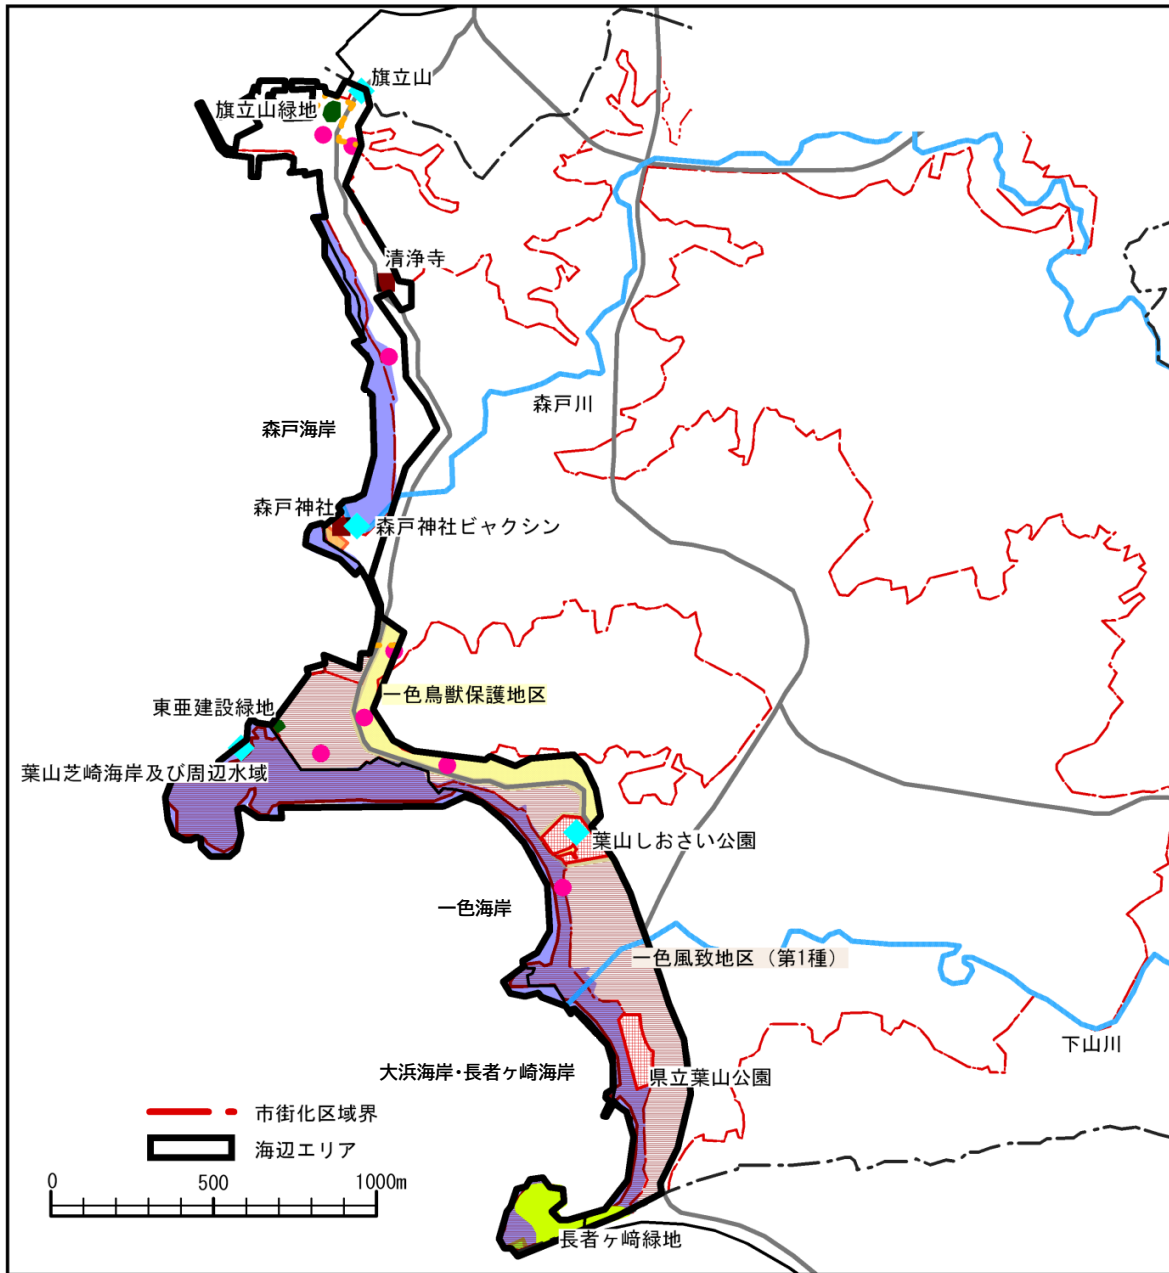 旗立山
旗立山緑地
清浄寺
森戸川
森戸海岸
森戸神社
森戸神社ビャクシン
一色鳥獣保護地区
東亜建設緑地
葉山芝崎海岸及び周辺水域
葉山しおさい公園
一色海岸
一色風致地区(第1種)
下山川
大浜海岸・長者ヶ崎海岸
県立葉山公園
市街化区域界
海辺エリア
0 500 1000m
長者ヶ﨑緑地